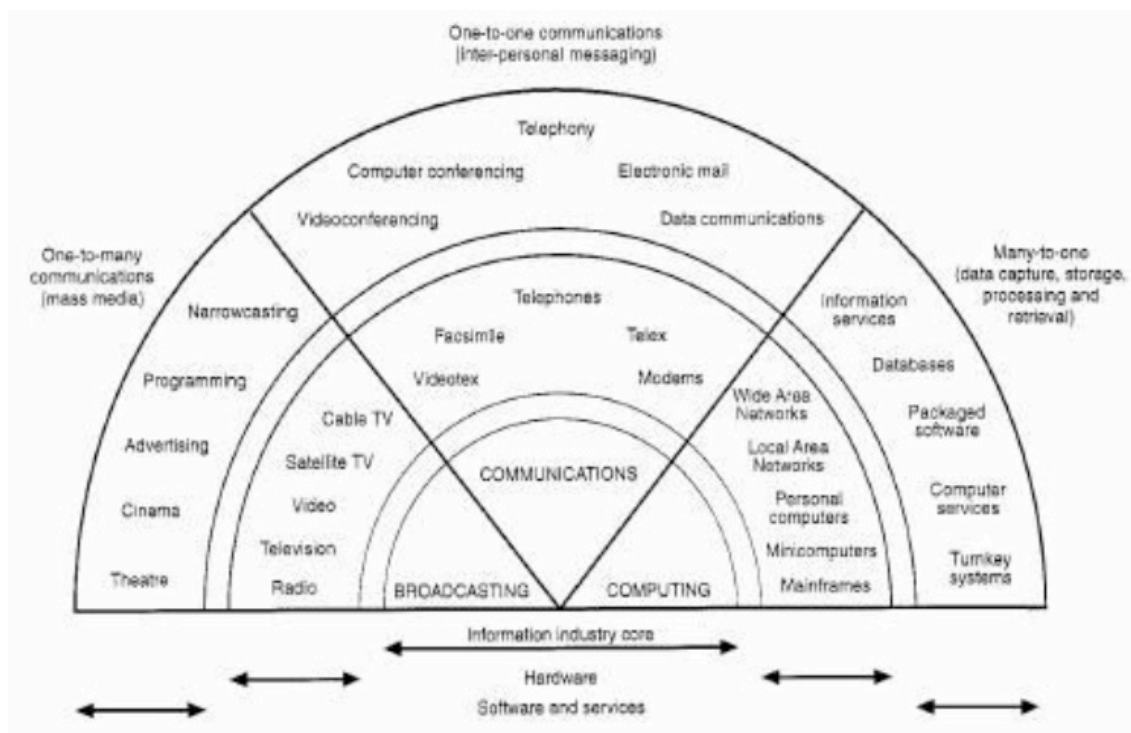 One-to-one communications
(inter-personal messaging)
Telephony
Computer conferencing
Electronic mail
Videoconferencing
Data communications
One-to-many
communications
(mass media)
Many-to-one
(data capture, storage,
processing and
retrieval)
Narrowcasting
Programming
Advertising
Cinama
Theatre
Telephones
Facsimile
Telex
Videotex
Modems
Cable TV
Satellite TV
Video
Television
Radio
Wide Area
Networks
Local Area
Networks
Personal
computers
Minicomputers
Mainframes
Information
services
Databases
Packaged
software
Computer
services
Turnkey
systems
COMMUNICATIONS
BROADCASTING
COMPUTING
Information industry core
Hardware
Software and services